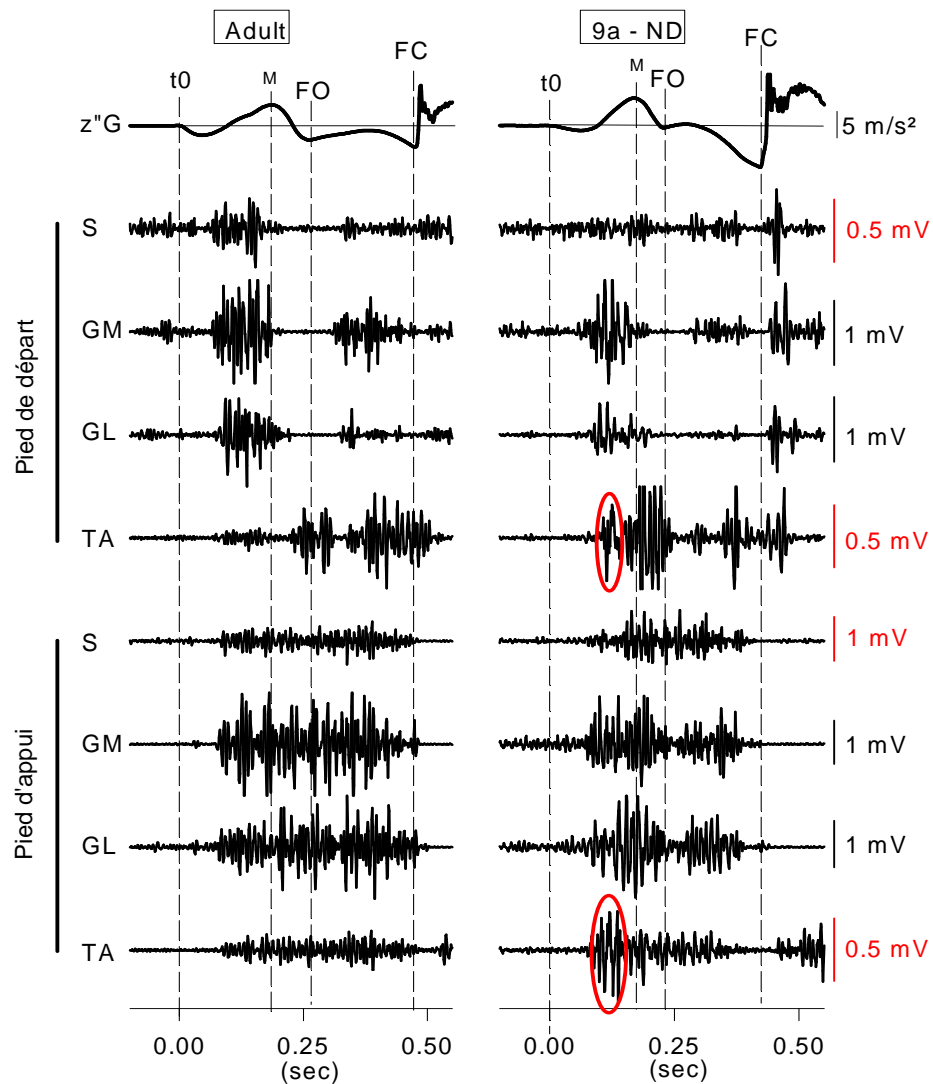 Adult
9a - ND
t0
M
FO
FC
t0
M
FO
FC
z"G
5 m/s²
Pied de départ
S
0.5 mV
GM
1 mV
GL
1 mV
TA
0.5 mV
Pied d'appui
S
1 mV
GM
1 mV
GL
1 mV
TA
0.5 mV
0.00 0.25 0.50 0.00 0.25 0.50
(sec) (sec)